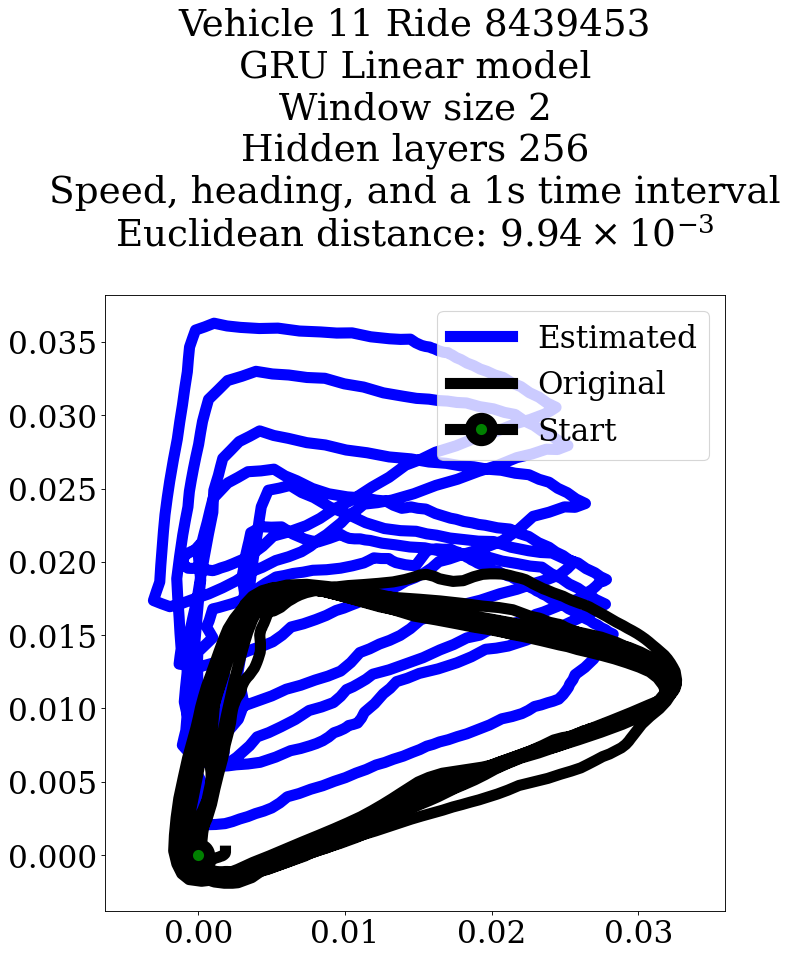 Vehicle 11 Ride 8439453
GRU Linear model
Window size 2
Hidden layers 256
Speed, heading, and a 1s time interval
Euclidean distance: 9.94 × 10⁻³
Estimated
Original
Start
0.035
0.030
0.025
0.020
0.015
0.010
0.005
0.000
0.00 0.01 0.02 0.03